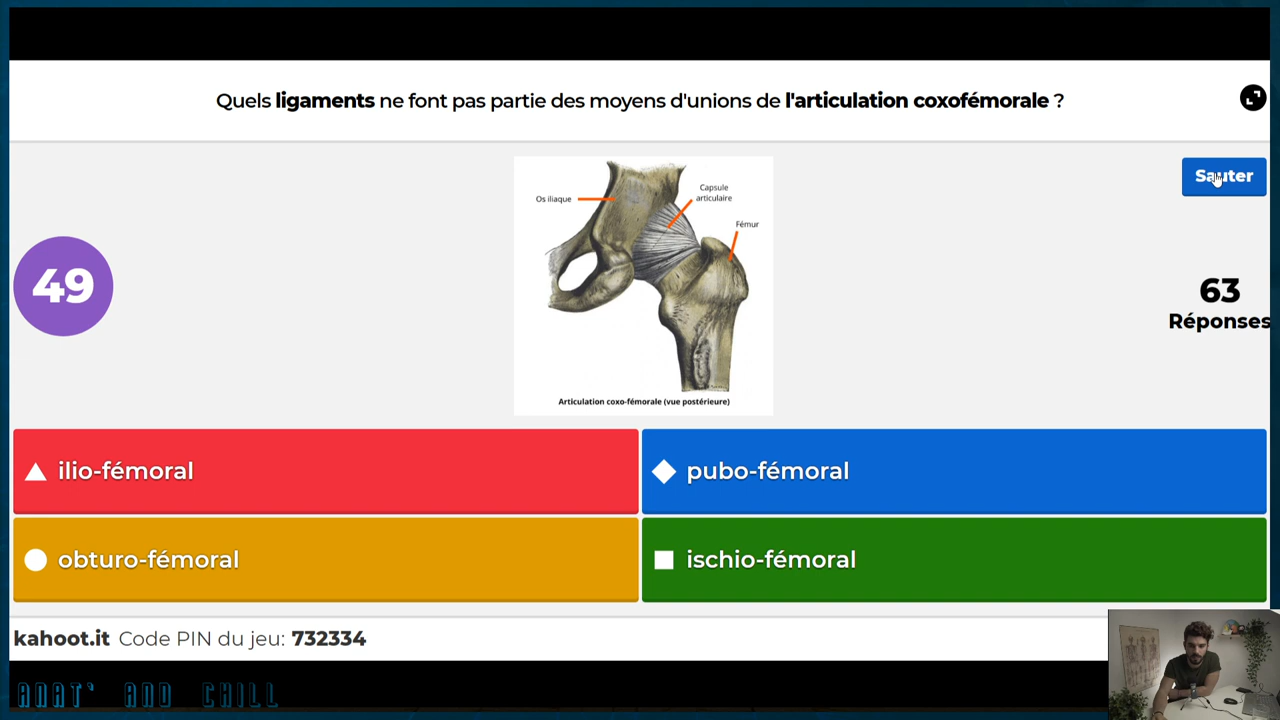 Quels ligaments ne font pas partie des moyens d'unions de l'articulation coxofémorale ?
Sauter
Os iliaque
Capsule
articulaire
Fémur
49
63
Réponses
Articulation coxo-fémorale (vue postérieure)
ilio-fémoral
pubo-fémoral
obturo-fémoral
ischio-fémoral
kahoot.it Code PIN du jeu: 732334
ANAT' AND CHILL